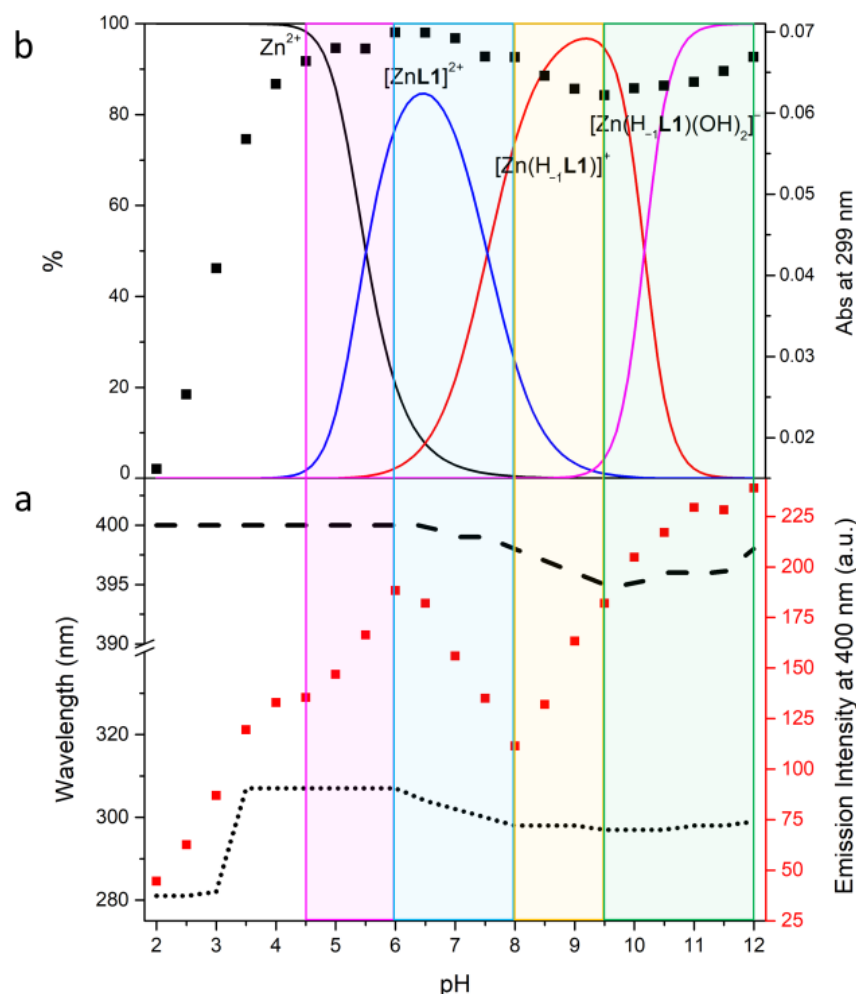 b
100
80
60
40
20
0
%
Zn²⁺
[ZnL1]²⁺
[Zn(H₋₁L1)]⁺
[Zn(H₋₁L1)(OH)₂]⁻
0.07
0.06
0.05
0.04
0.03
0.02
Abs at 299 nm
a
400
395
390
320
300
280
Wavelength (nm)
225
200
175
150
125
100
75
50
25
Emission Intensity at 400 nm (a.u.)
2 3 4 5 6 7 8 9 10 11 12
pH